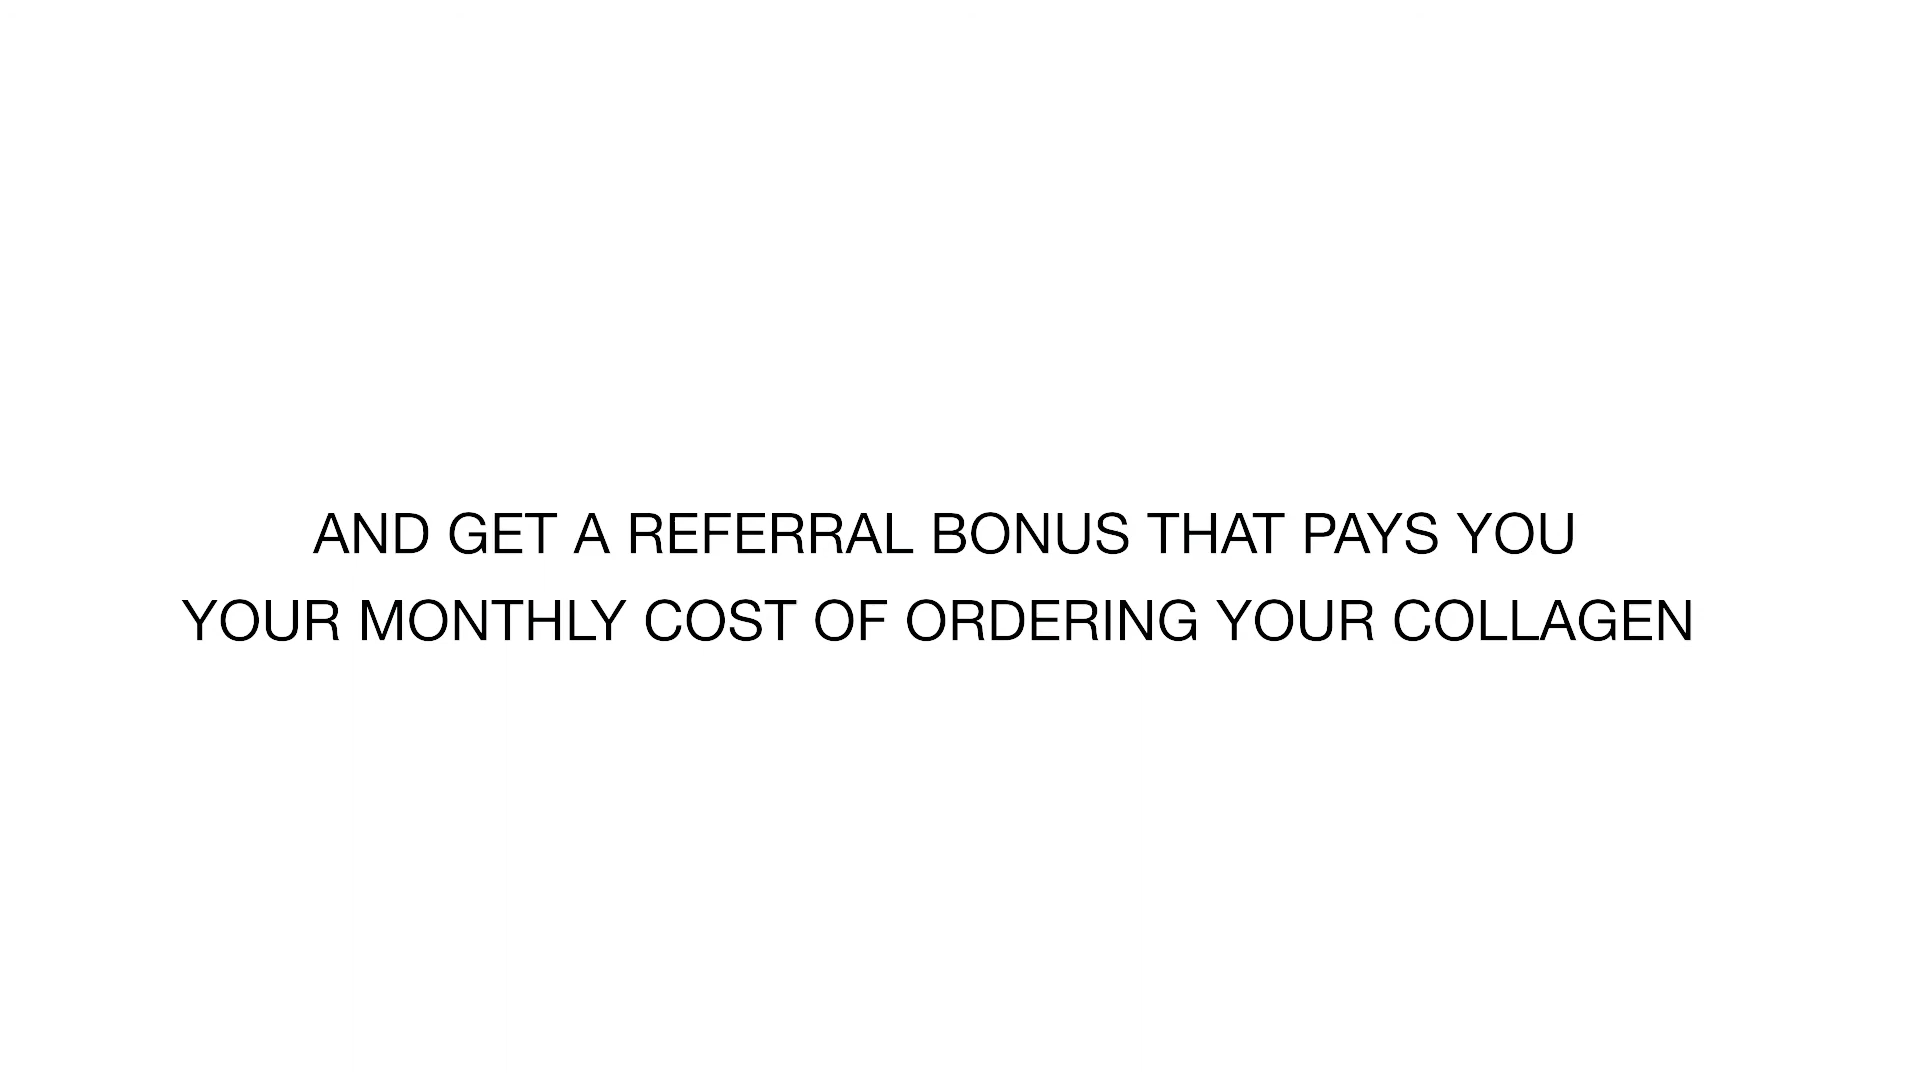 AND GET A REFERRAL BONUS THAT PAYS YOU
YOUR MONTHLY COST OF ORDERING YOUR COLLAGEN